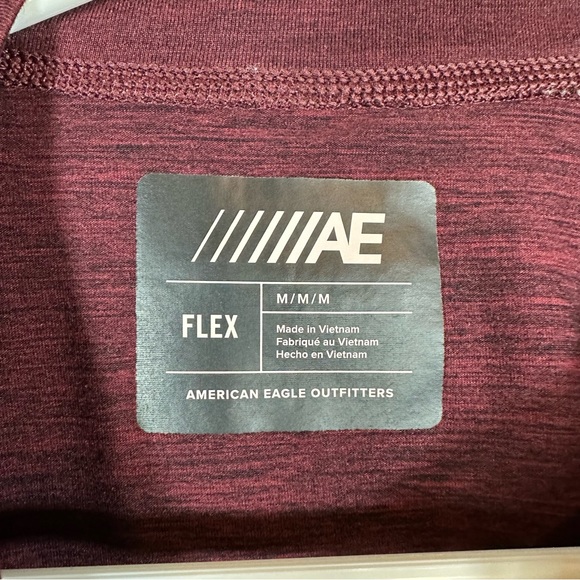 //////AE
M/M/M
FLEX
Made in Vietnam
Fabriqué au Vietnam
Hecho en Vietnam
AMERICAN EAGLE OUTFITTERS